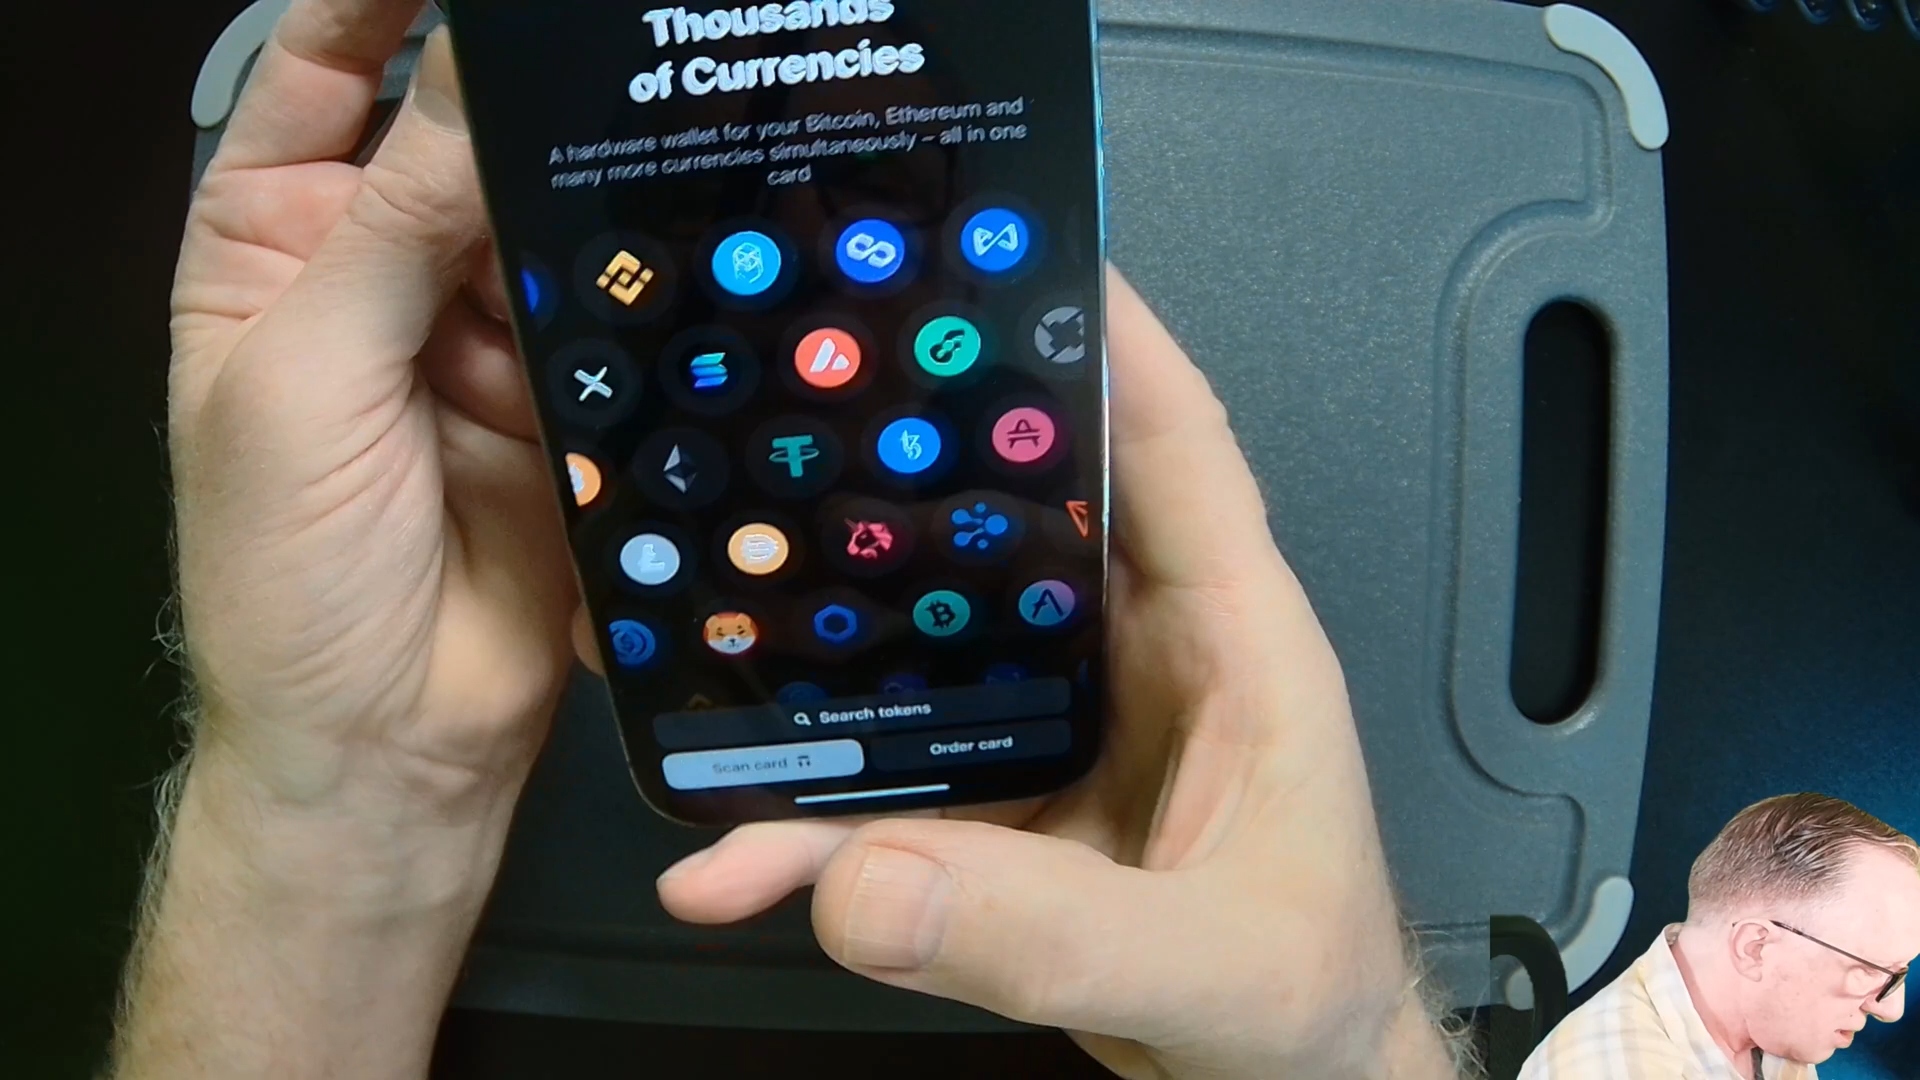 Thousands
of Currencies
A hardware wallet for your Bitcoin, Ethereum and
many more currencies simultaneously – all in one
card
Search tokens
Scan card
Order card